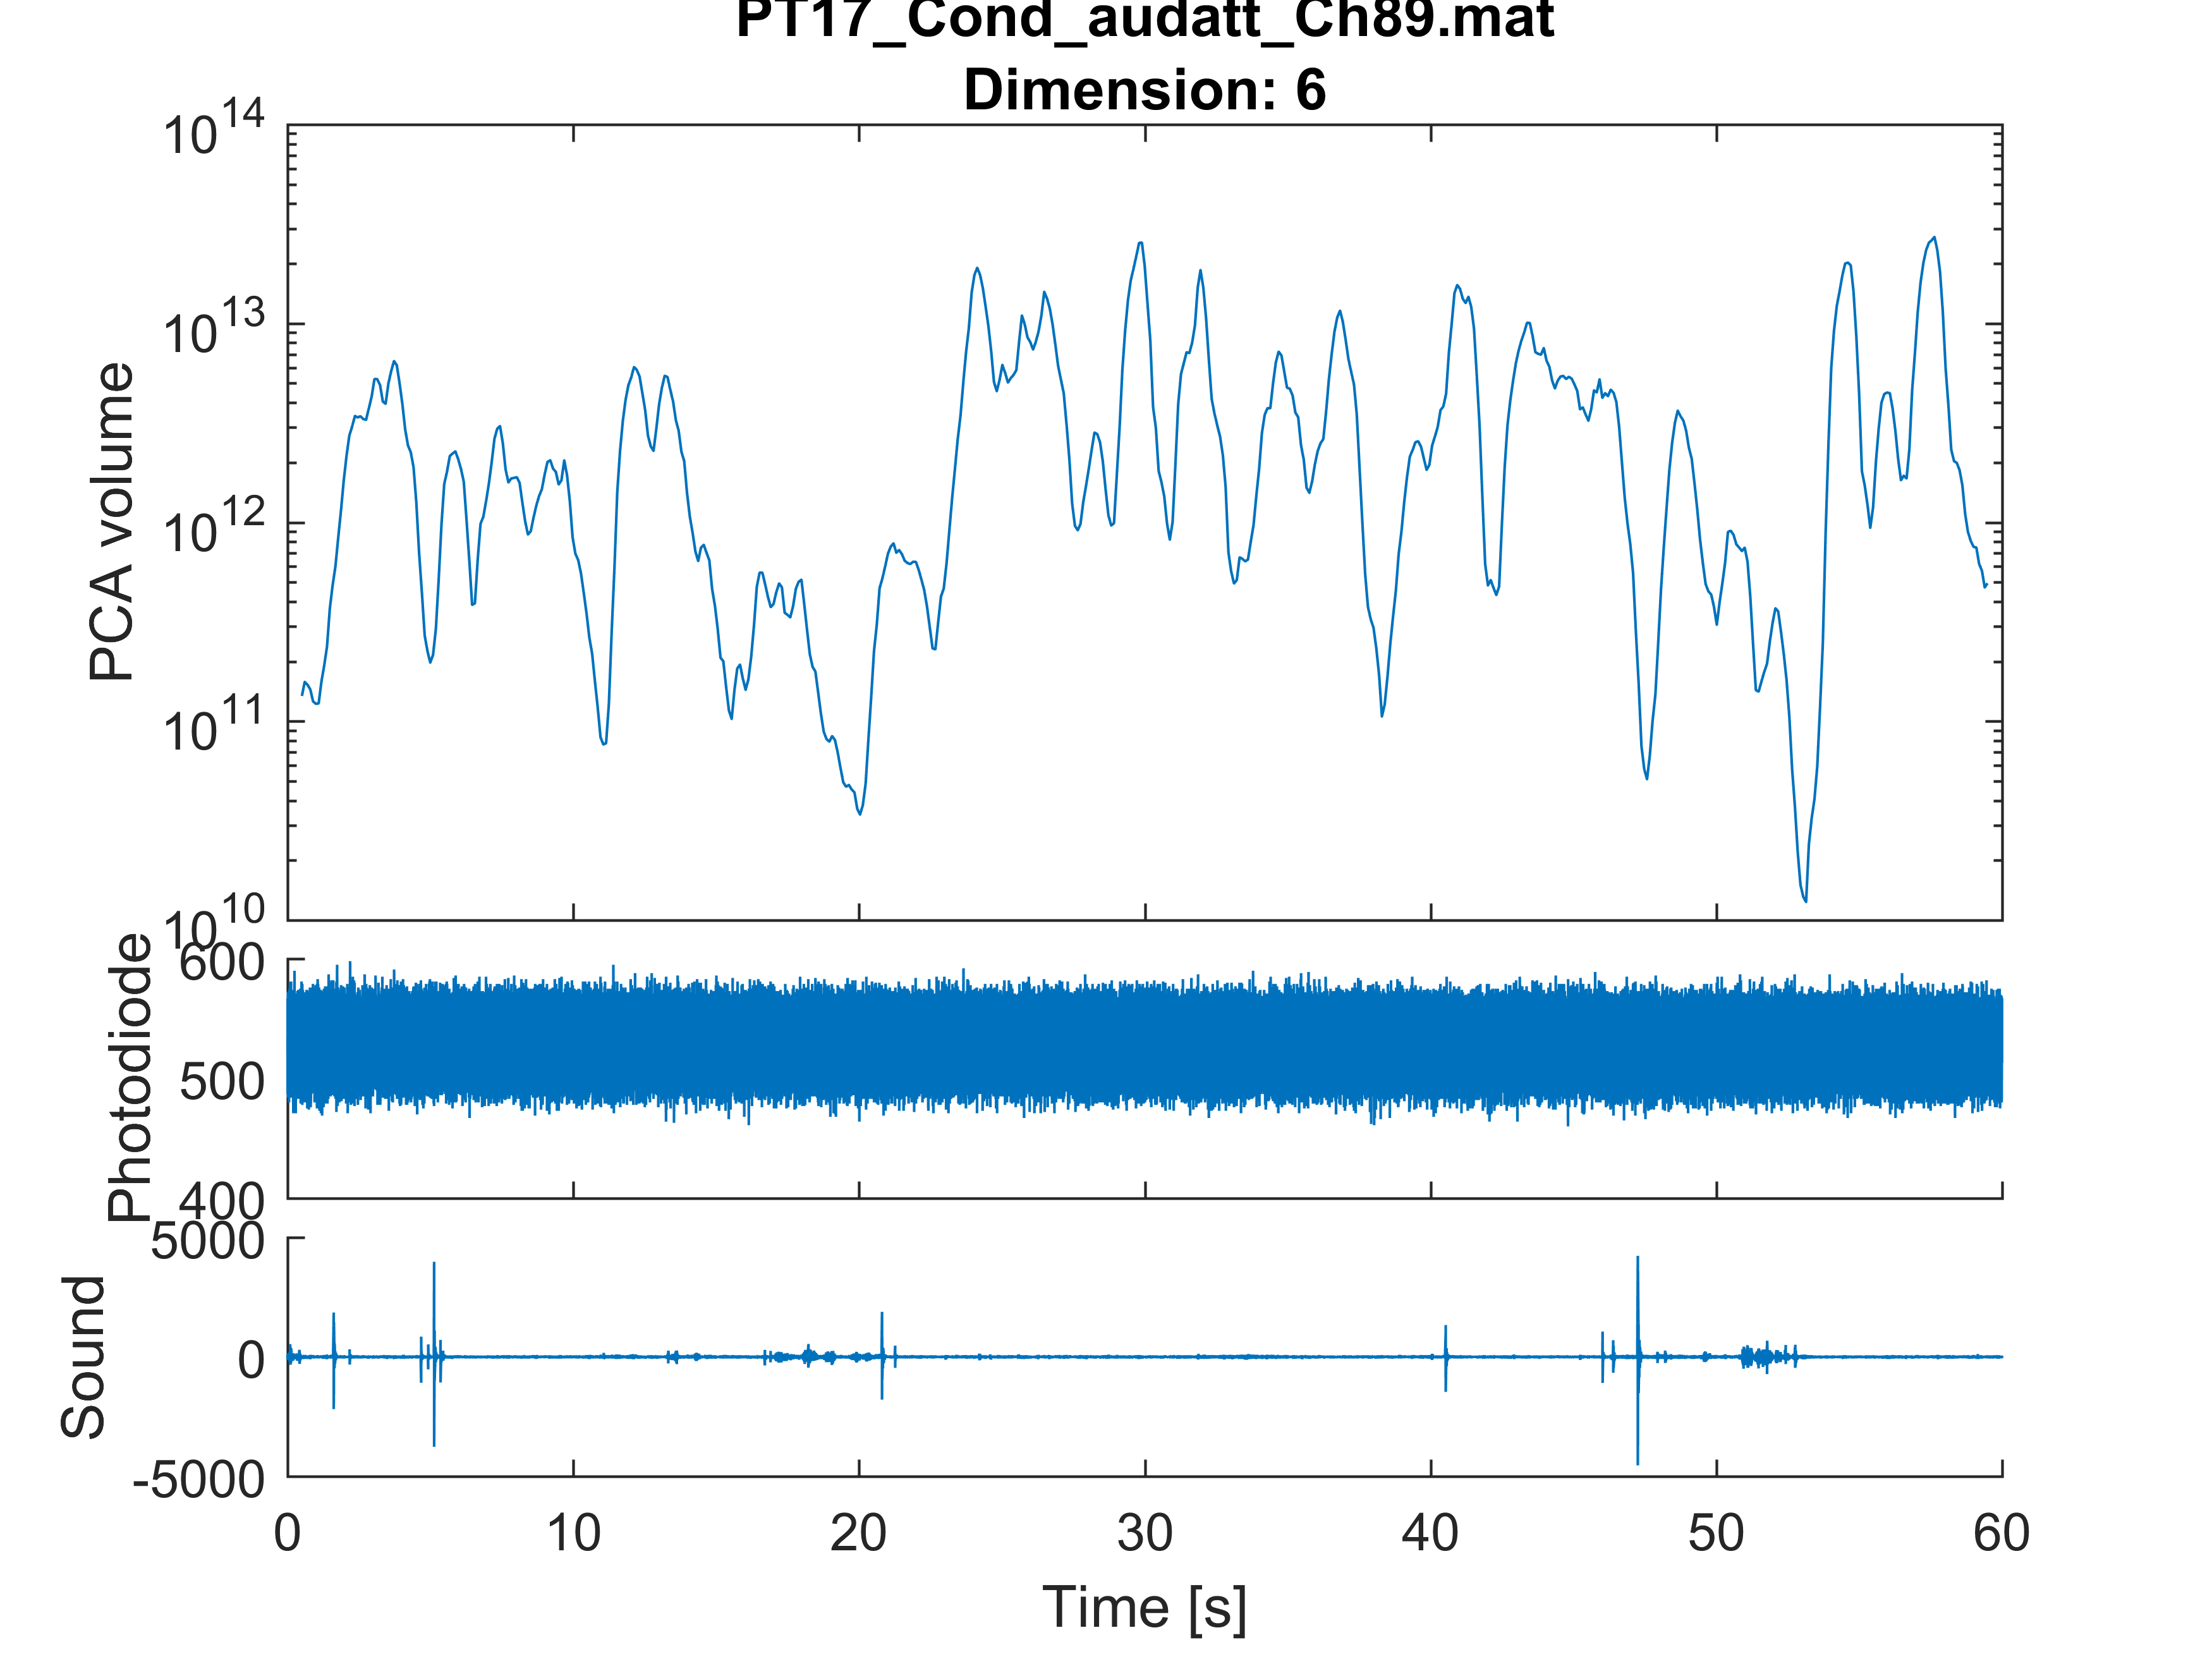 PT17_Cond_audatt_Ch89.mat
Dimension: 6
10^14
10^13
10^12
10^11
10^10
PCA volume
600
500
400
Photodiode
5000
0
-5000
Sound
0 10 20 30 40 50 60
Time [s]